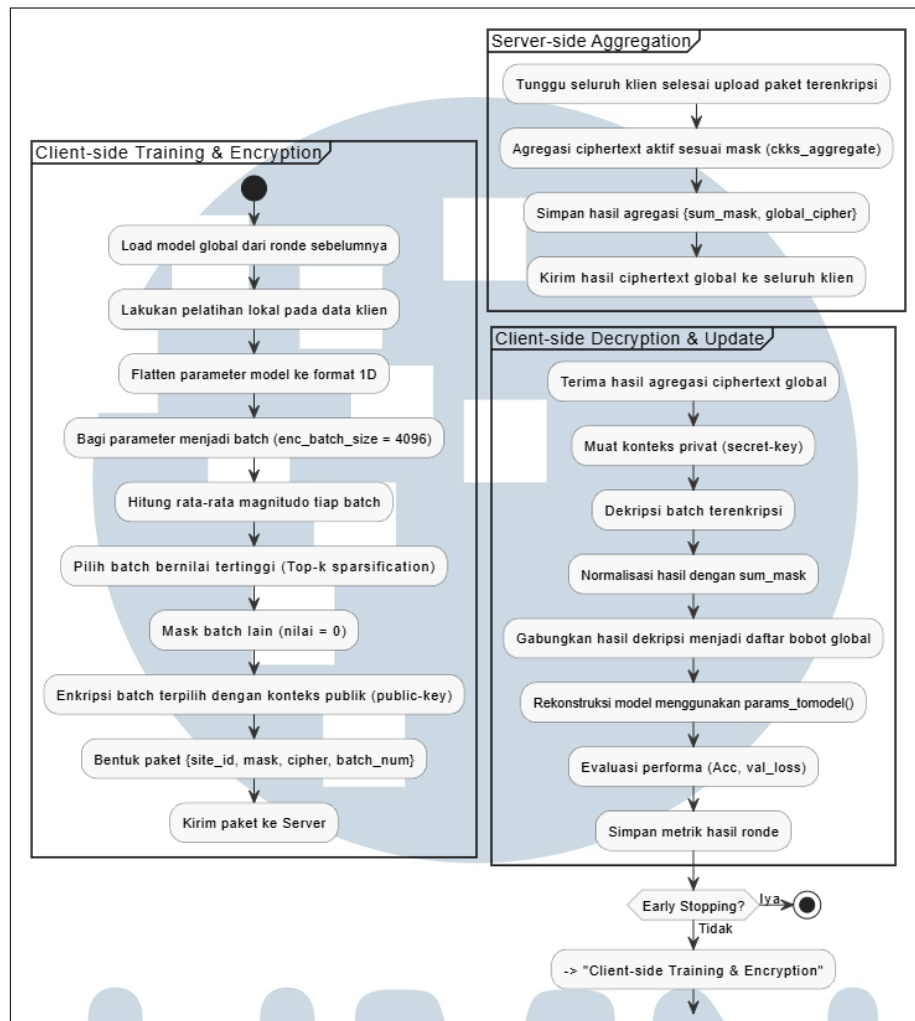 Client-side Training & Encryption
Load model global dari ronde sebelumnya
Lakukan pelatihan lokal pada data klien
Flatten parameter model ke format 1D
Bagi parameter menjadi batch (enc_batch_size = 4096)
Hitung rata-rata magnitudo tiap batch
Pilih batch bernilai tertinggi (Top-k sparsification)
Mask batch lain (nilai = 0)
Enkripsi batch terpilih dengan konteks publik (public-key)
Bentuk paket {site_id, mask, cipher, batch_num}
Kirim paket ke Server
Server-side Aggregation
Tunggu seluruh klien selesai upload paket terenkripsi
Agregasi ciphertext aktif sesuai mask (ckks_aggregate)
Simpan hasil agregasi {sum_mask, global_cipher}
Kirim hasil ciphertext global ke seluruh klien
Client-side Decryption & Update
Terima hasil agregasi ciphertext global
Muat konteks privat (secret-key)
Dekripsi batch terenkripsi
Normalisasi hasil dengan sum_mask
Gabungkan hasil dekripsi menjadi daftar bobot global
Rekonstruksi model menggunakan params_tomodel()
Evaluasi performa (Acc, val_loss)
Simpan metrik hasil ronde
Early Stopping?
Iya
Tidak
-> "Client-side Training & Encryption"